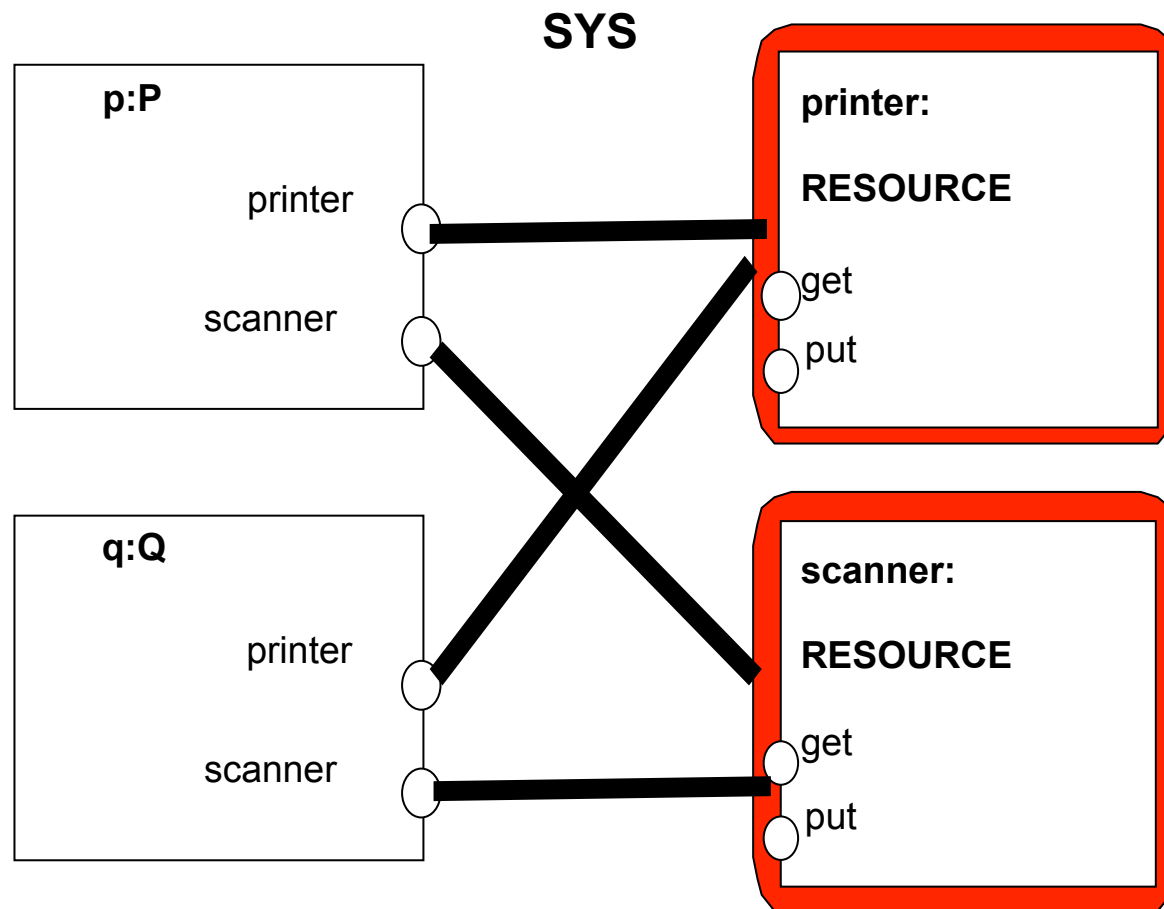 SYS
p:P
printer
scanner
printer:
RESOURCE
get
put
q:Q
printer
scanner
scanner:
RESOURCE
get
put